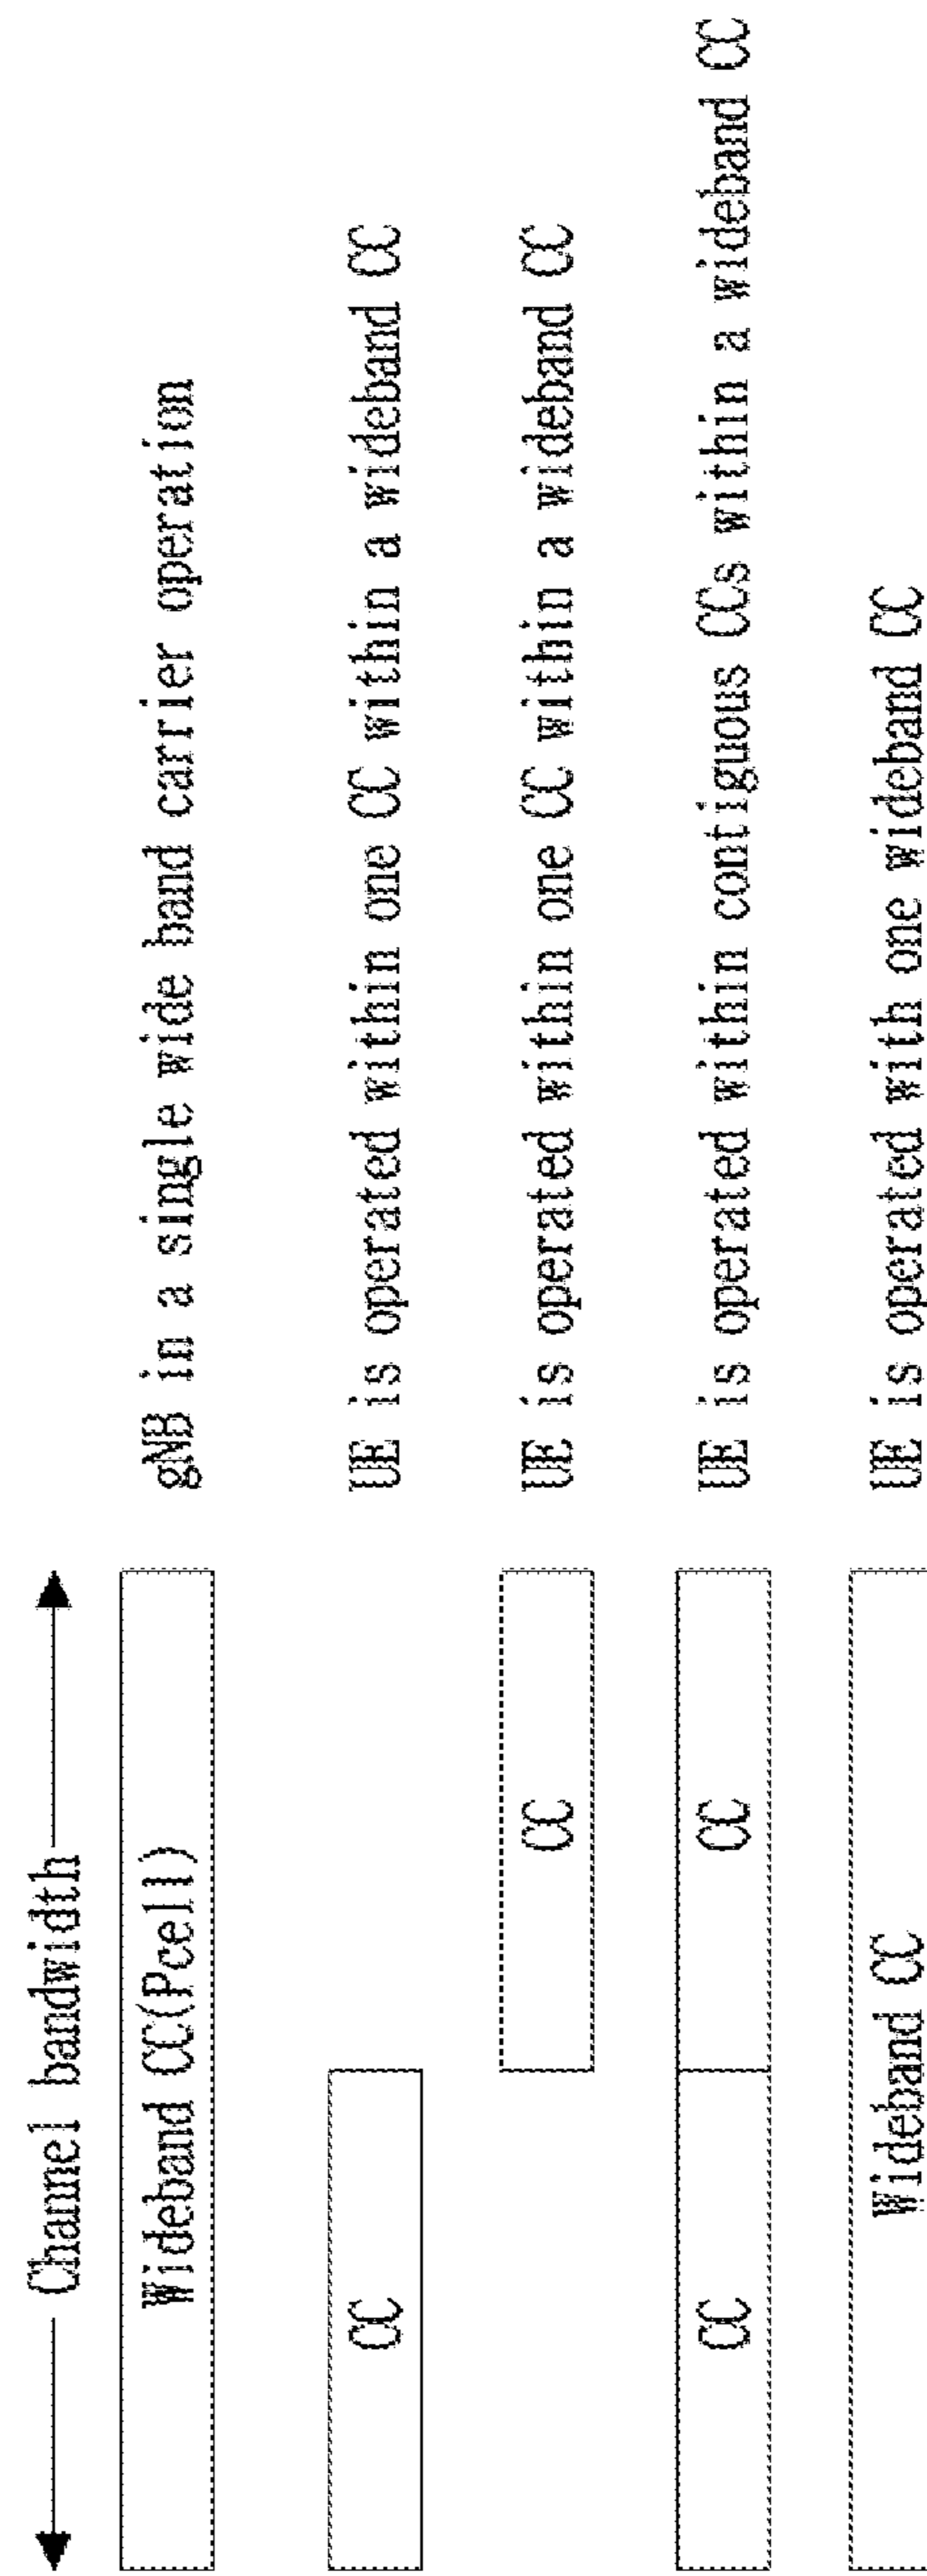 Channel bandwidth
Wideband CC(Pcell)
gNB in a single wide band carrier operation
CC
UE is operated within one CC within a wideband CC
CC
UE is operated within one CC within a wideband CC
CC
CC
UE is operated within contiguous CCs within a wideband CC
Wideband CC
UE is operated with one wideband CC